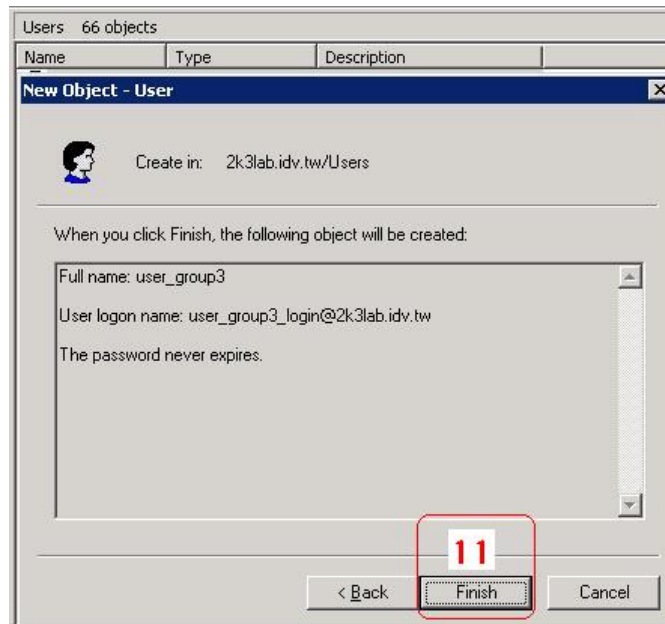 Users 66 objects
Name Type Description
New Object - User
Create in: 2k3lab.idv.tw/Users
When you click Finish, the following object will be created:
Full name: user_group3
User logon name: user_group3_login@2k3lab.idv.tw
The password never expires.
11
< Back Finish Cancel